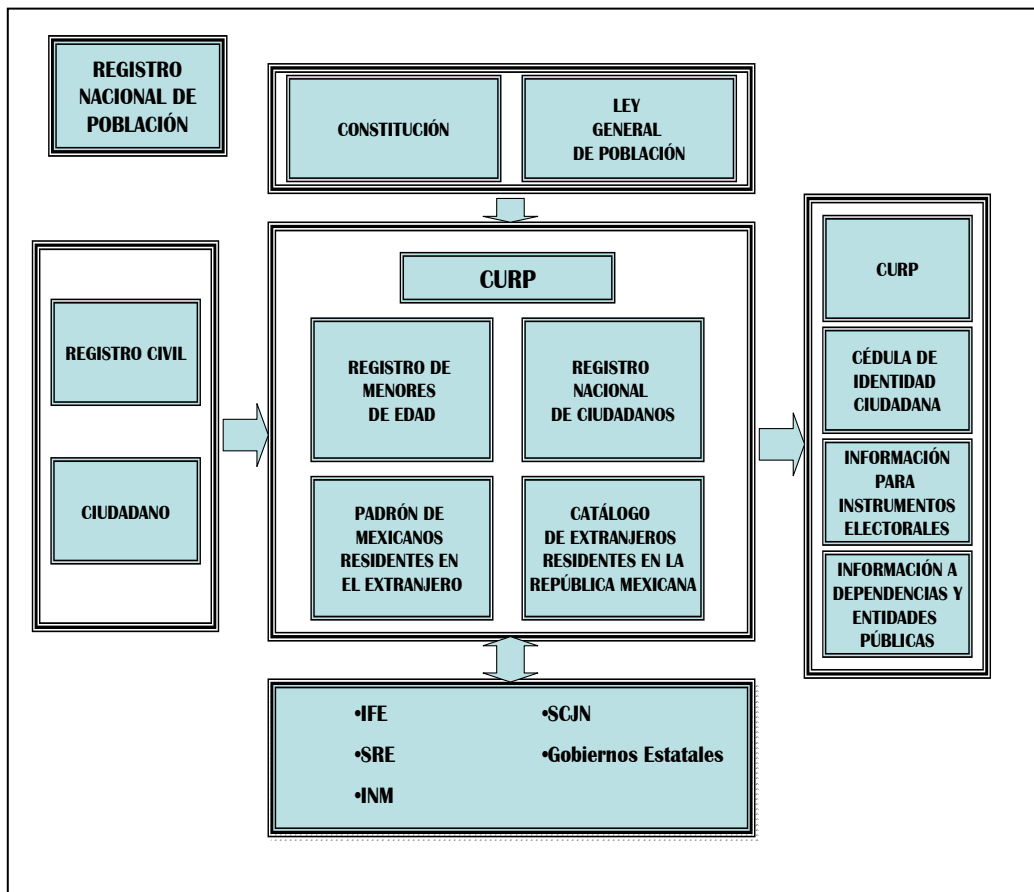 REGISTRO
NACIONAL DE
POBLACIÓN
CONSTITUCIÓN
LEY
GENERAL
DE POBLACIÓN
REGISTRO CIVIL
CIUDADANO
CURP
REGISTRO DE
MENORES
DE EDAD
REGISTRO
NACIONAL
DE CIUDADANOS
PADRÓN DE
MEXICANOS
RESIDENTES EN
EL EXTRANJERO
CATÁLOGO
DE EXTRANJEROS
RESIDENTES EN LA
REPÚBLICA MEXICANA
CURP
CÉDULA DE
IDENTIDAD
CIUDADANA
INFORMACIÓN
PARA
INSTRUMENTOS
ELECTORALES
INFORMACIÓN A
DEPENDENCIAS Y
ENTIDADES
PÚBLICAS
•IFE
•SRE
•INM
•SCJN
•Gobiernos Estatales